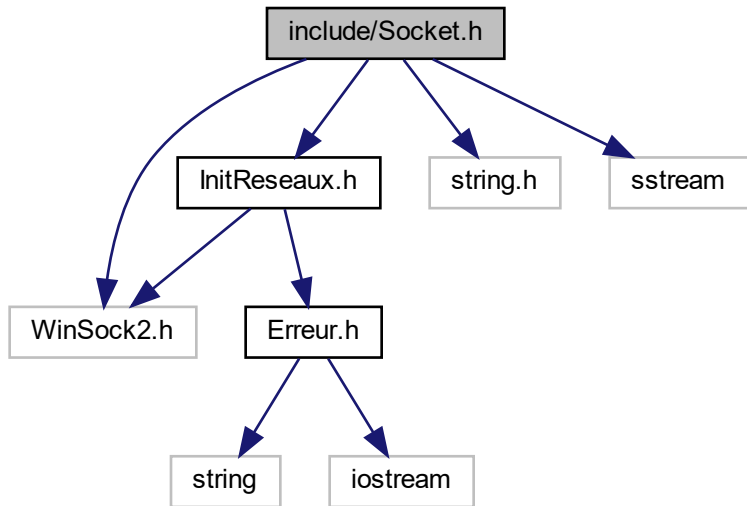 include/Socket.h
InitReseaux.h
string.h
sstream
WinSock2.h
Erreur.h
string
iostream